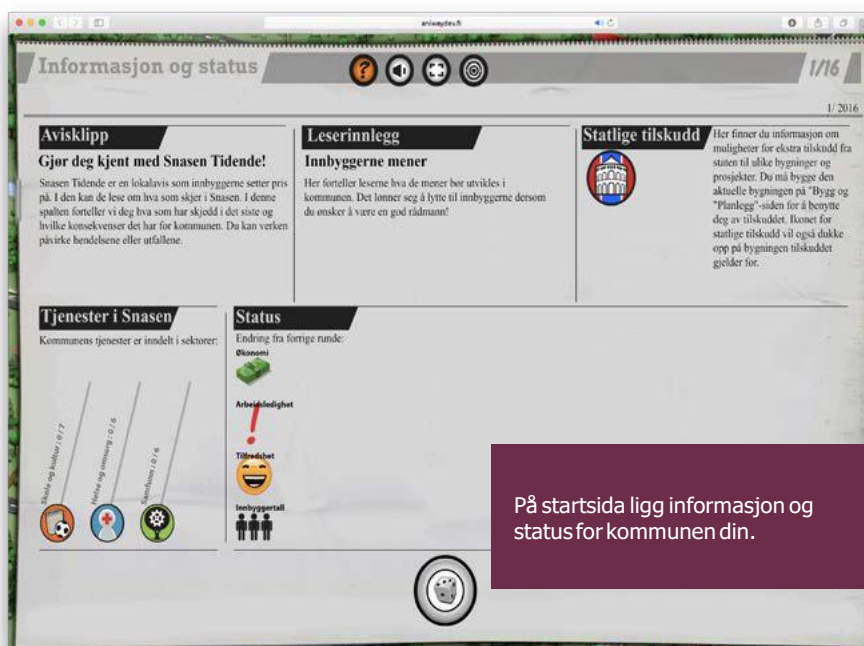 aniwaydev.fi
Informasjon og status
?
1/16
1/ 2016
Avisklipp
Gjør deg kjent med Snasen Tidende!
Snasen Tidende er en lokalavis som innbyggerne setter pris
på. I den kan de lese om hva som skjer i Snasen. I denne
spalten forteller vi deg hva som har skjedd i det siste og
hvilke konsekvenser det har for kommunen. Du kan verken
påvirke hendelsene eller utfallene.
Leserinnlegg
Innbyggerne mener
Her forteller leserne hva de mener bør utvikles i
kommunen. Det lønner seg å lytte til innbyggerne dersom
du ønsker å være en god rådmann!
Statlige tilskudd
Her finner du informasjon om
muligheter for ekstra tilskudd fra
staten til ulike bygninger og
prosjekter. Du må bygge den
aktuelle bygningen på "Bygg og
"Planlegg"-siden for å benytte
deg av tilskuddet. Ikonet for
statlige tilskudd vil også dukke
opp på bygningen tilskuddet
gjelder for.
Tjenester i Snasen
Kommunens tjenester er inndelt i sektorer:
Skole og kultur : 0 / 7
Helse og omsorg : 0 / 6
Samfunn : 0 / 6
Status
Endring fra forrige runde:
Økonomi
Arbeidsledighet
Tilfredshet
Innbyggertall
På startsida ligg informasjon og
status for kommunen din.